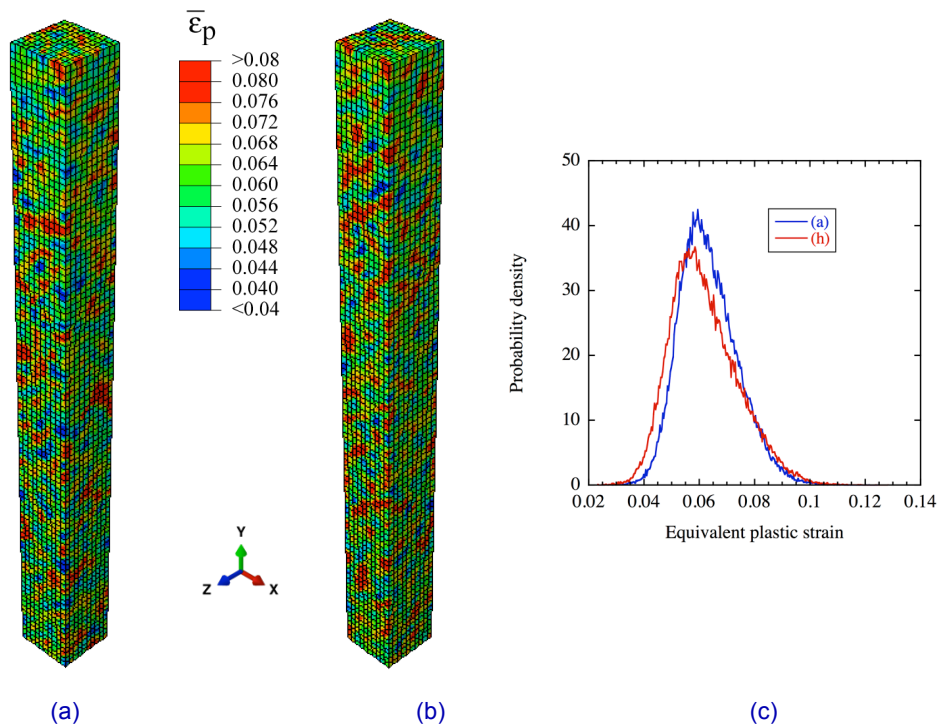 ε̅p
>0.08
0.080
0.076
0.072
0.068
0.064
0.060
0.056
0.052
0.048
0.044
0.040
<0.04
Y
Z
X
50
40
30
20
10
0
Probability density
(a)
(h)
0.02
0.04
0.06
0.08
0.1
0.12
0.14
Equivalent plastic strain
(a)
(b)
(c)